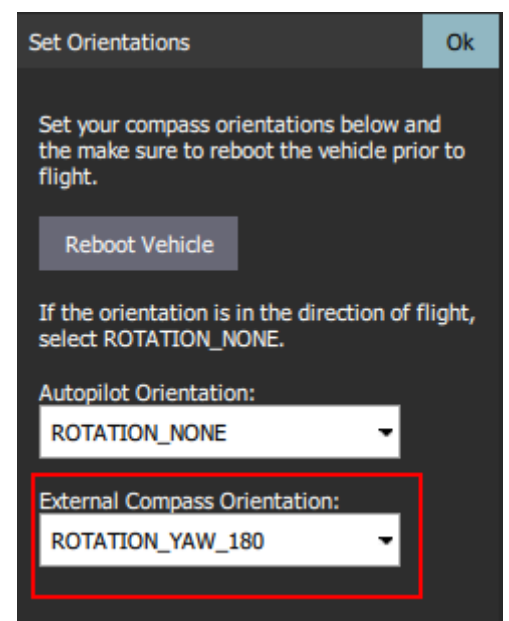 Set Orientations
Ok
Set your compass orientations below and
the make sure to reboot the vehicle prior to
flight.
Reboot Vehicle
If the orientation is in the direction of flight,
select ROTATION_NONE.
Autopilot Orientation:
ROTATION_NONE
External Compass Orientation:
ROTATION_YAW_180